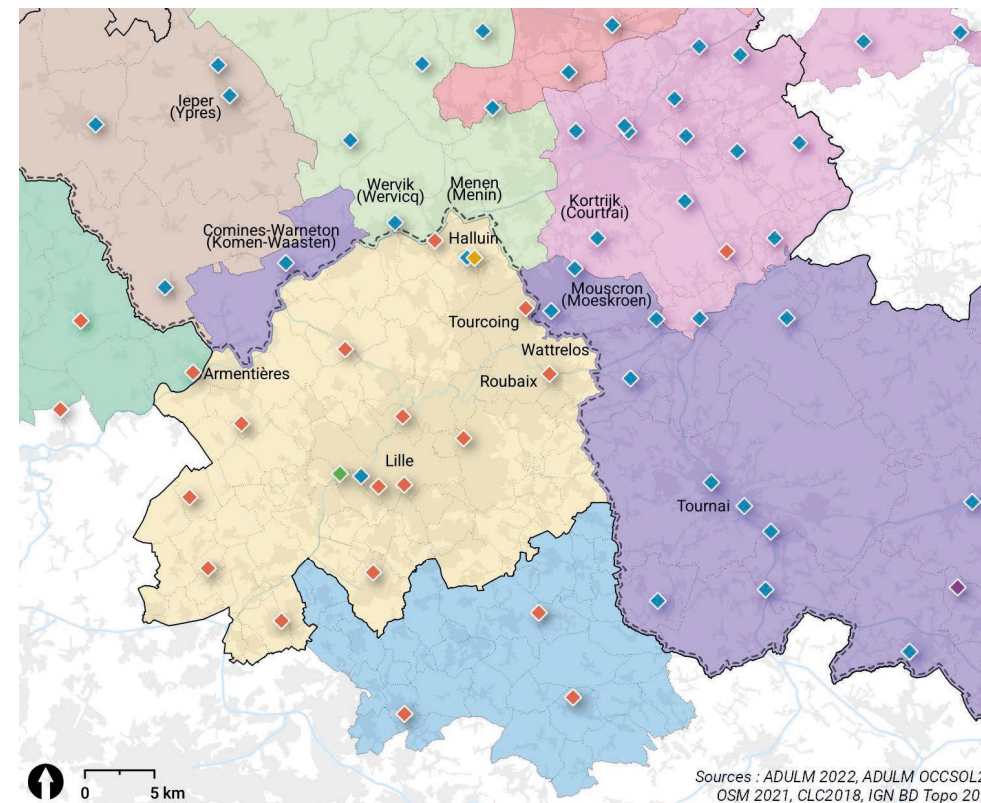 Ieper
(Ypres)
Wervik
(Wervicq)
Menen
(Menin)
Kortrijk
(Courtrai)
Comines-Warneton
(Komen-Waasten)
Halluin
Mouscron
(Moeskroen)
Tourcoing
Wattrelos
Armentières
Roubaix
Lille
Tournai
0 5 km
Sources : ADULM 2022, ADULM OCCSOL2
OSM 2021, CLC2018, IGN BD Topo 20